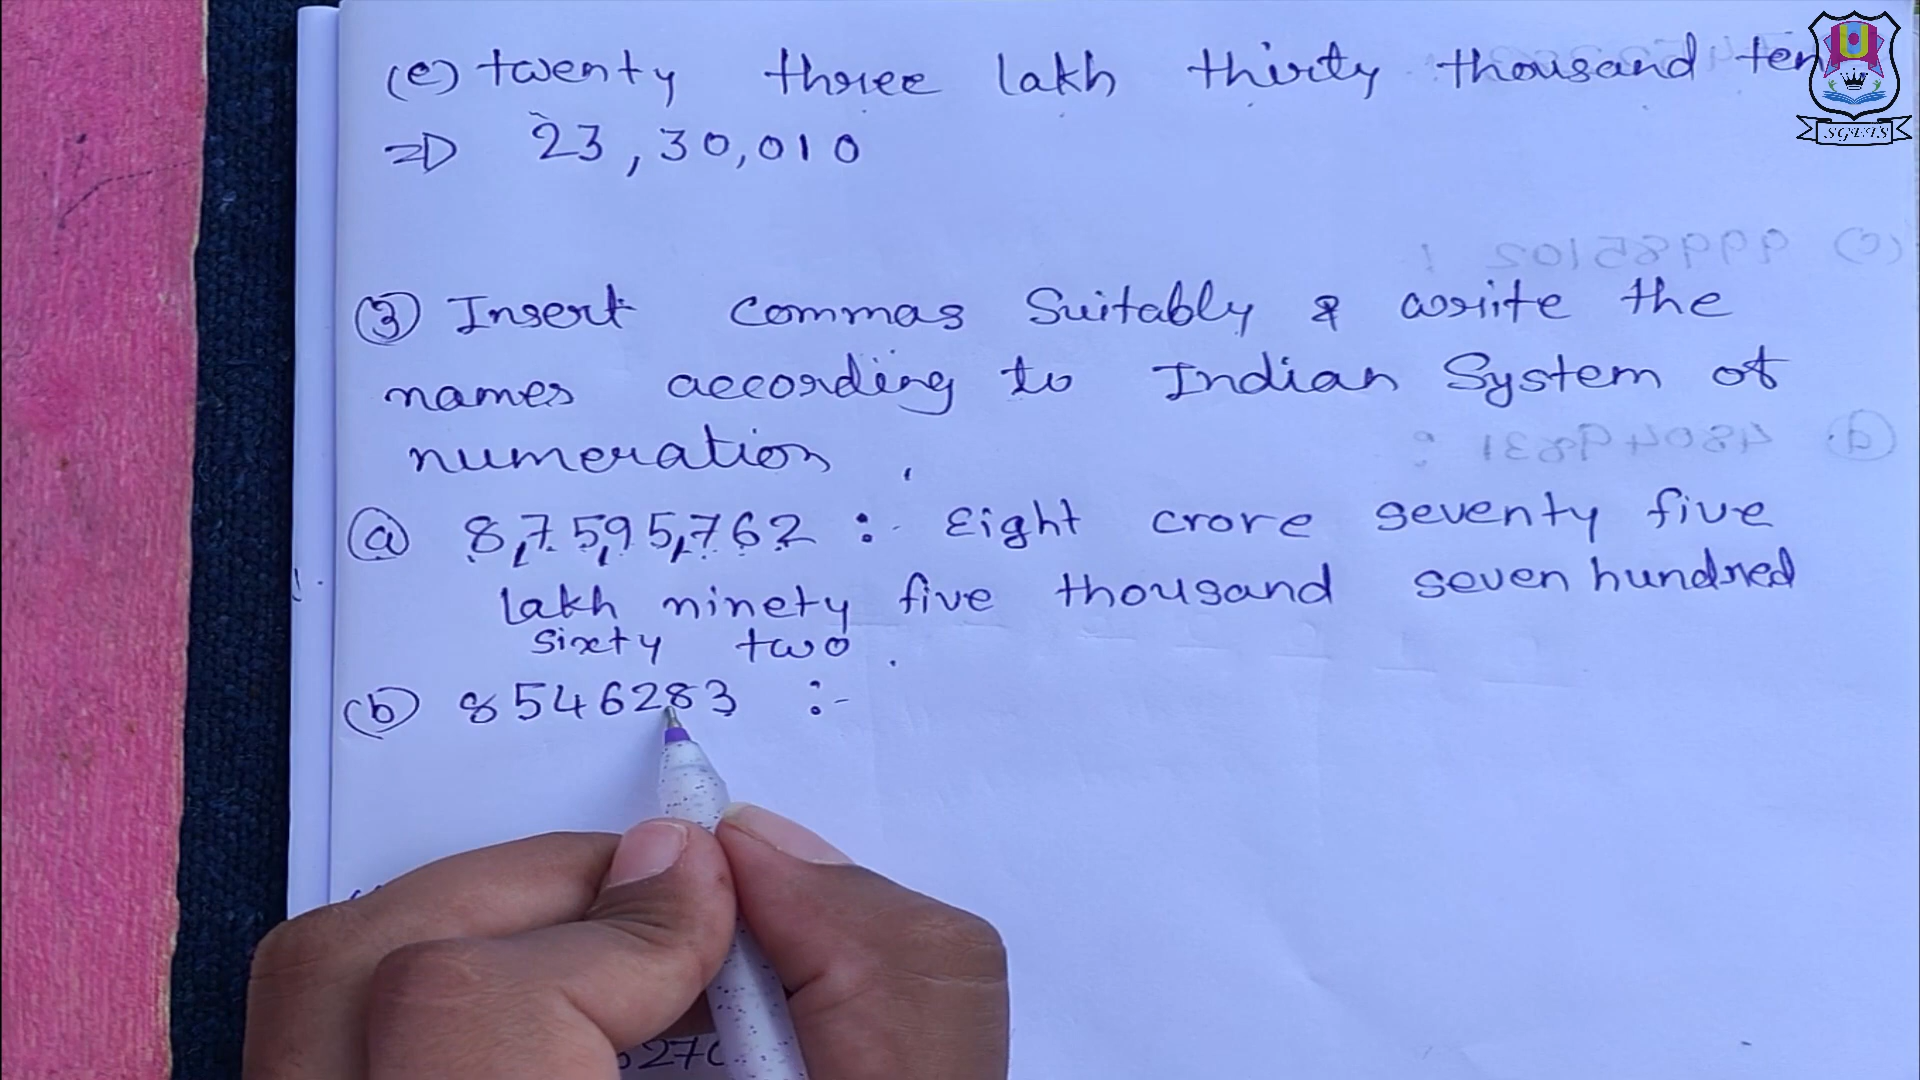 (e) twenty three lakh thirty thousand ten
⇒ 23,30,010
SGEMS
③ Insert commas Suitably & write the
names according to Indian System of
numeration.
ⓐ 8,75,95,762 :- Eight crore seventy five
lakh ninety five thousand seven hundred
sixty two.
(b) 8546283 :-